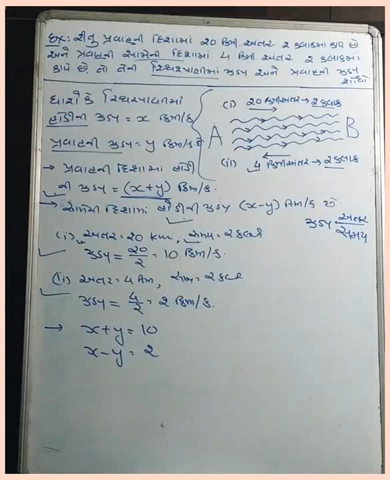 Ex: રીતુ પ્રવાહની દિશામાં 20 કિમી. અંતર 2 કલાકમાં કાપે છે
અને પ્રવાહની સામેની દિશામાં 4 કિમી અંતર 2 કલાકમાં
કાપે છે. તો તેની સ્થિરપાણીમાં ઝડપ અને પ્રવાહની ઝડપ
શોધો
ધારો કે સ્થિરપાણીમાં
હોડીની ઝડપ = x કિમી/ક
પ્રવાહની ઝડપ = y કિમી/ક છે
(i) 20 કિમી અંતર → 2 કલાક
A B
(ii) 4 કિમી અંતર → 2 કલાક
→ પ્રવાહની દિશામાં હોડી
ની ઝડપ = (x+y) કિમી/ક.
→ સામેની દિશામાં હોડીની ઝડપ (x-y) કિમી/ક છે
ઝડપ = અંતર / સમય
(i) અંતર = 20 km, સમય = 2 કલાક
ઝડપ = 20/2 = 10 કિમી/ક.
(ii) અંતર = 4 કિમી, સમય = 2 કલાક
ઝડપ = 4/2 = 2 કિમી/ક.
→ x+y = 10
x-y = 2